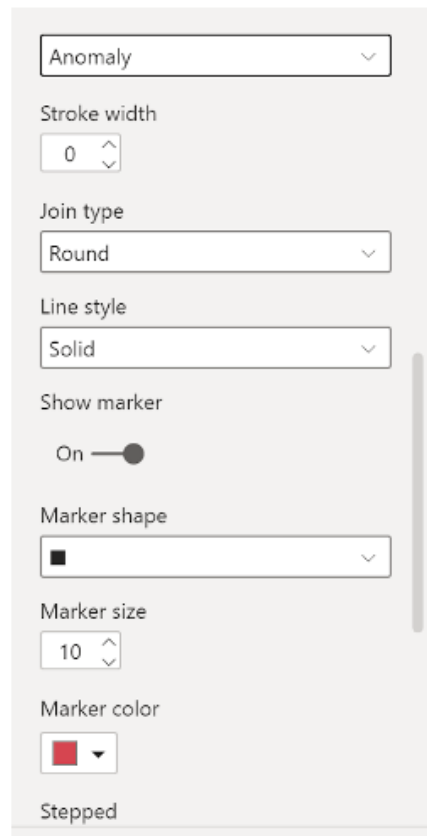 Anomaly
Stroke width
0
Join type
Round
Line style
Solid
Show marker
On
Marker shape
Marker size
10
Marker color
Stepped